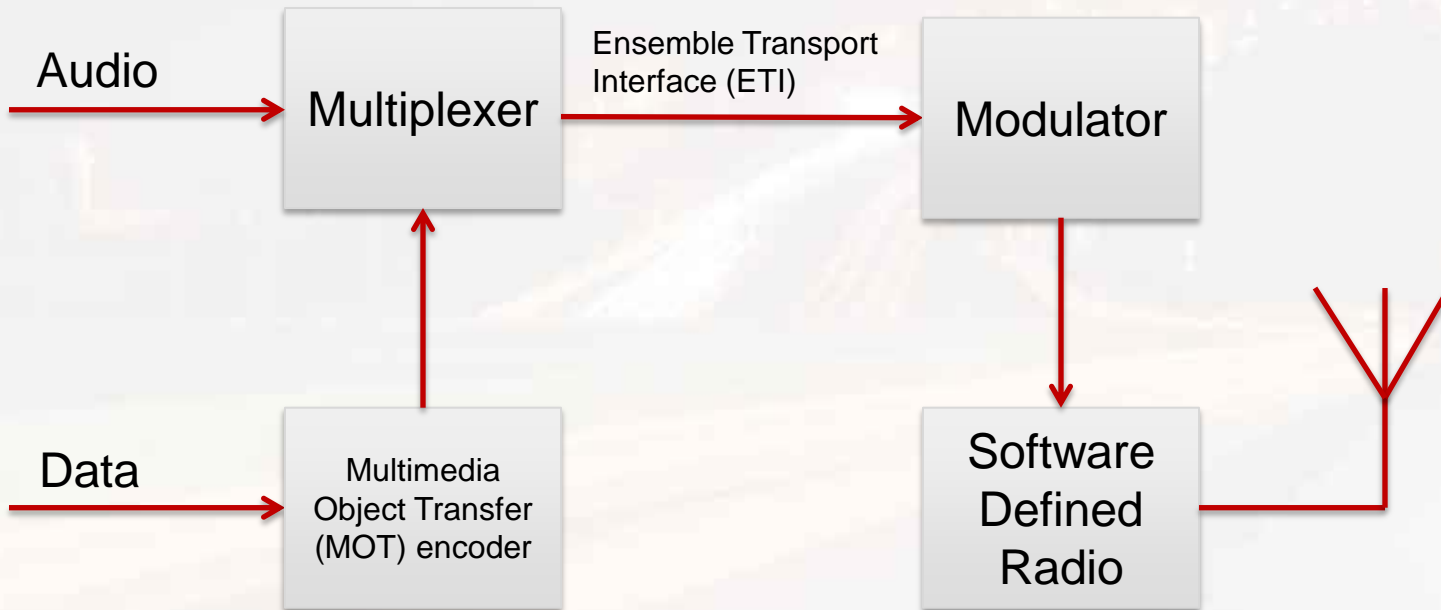 Audio
Multiplexer
Ensemble Transport
Interface (ETI)
Modulator
Data
Multimedia
Object Transfer
(MOT) encoder
Software
Defined
Radio